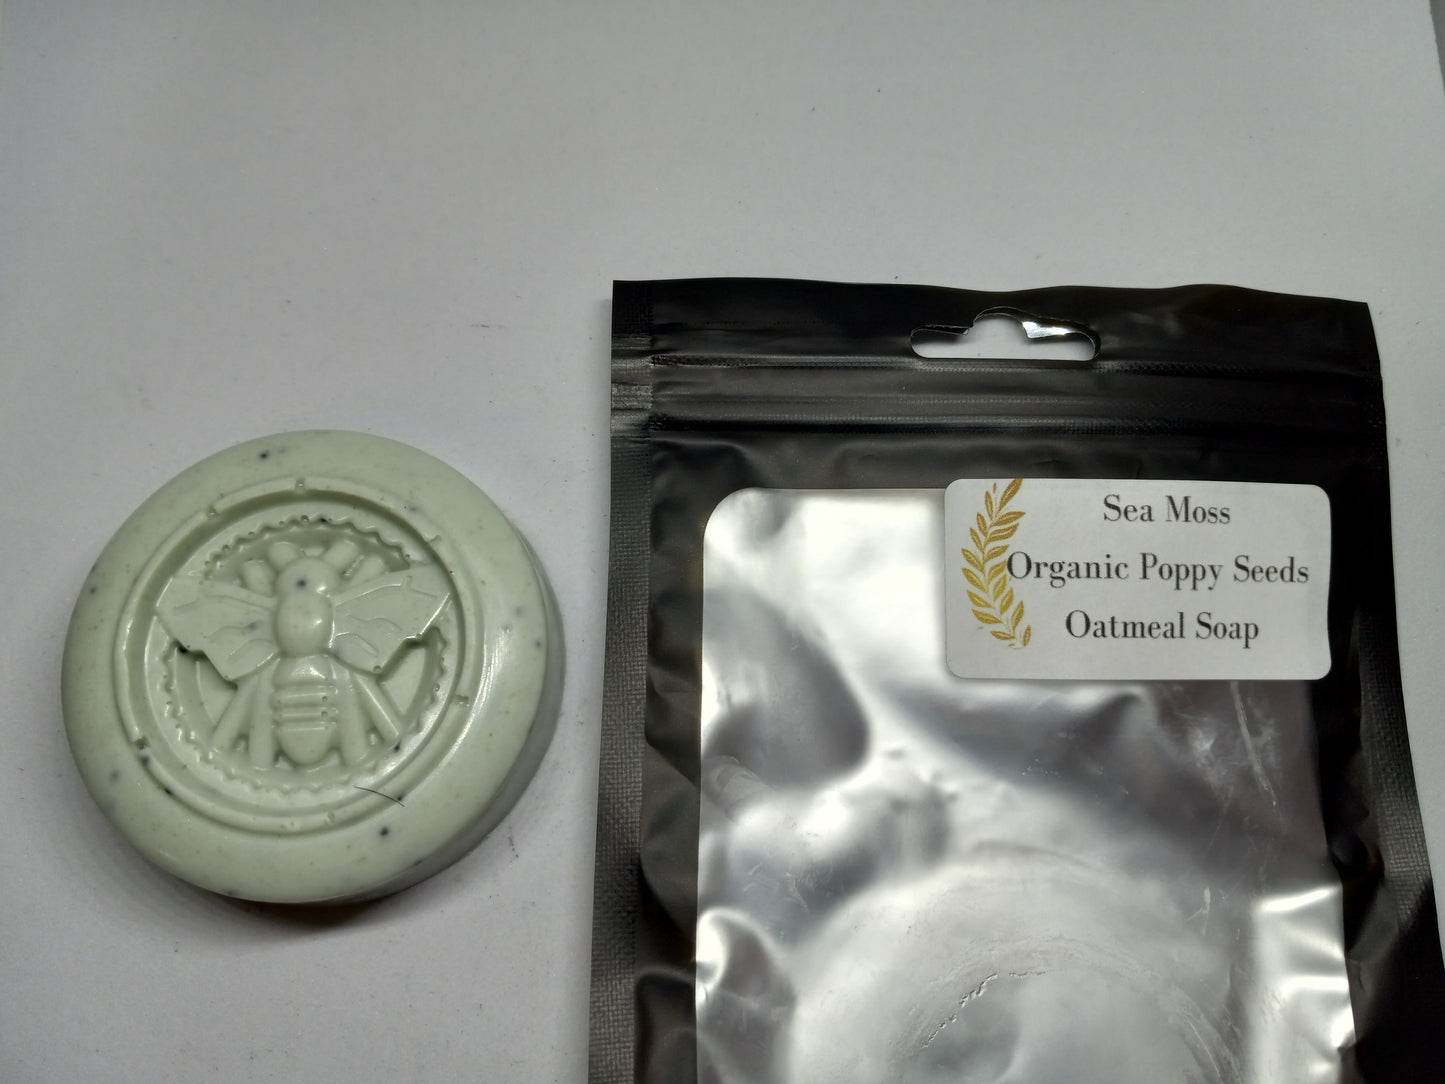 Sea Moss
Organic Poppy Seeds
Oatmeal Soap